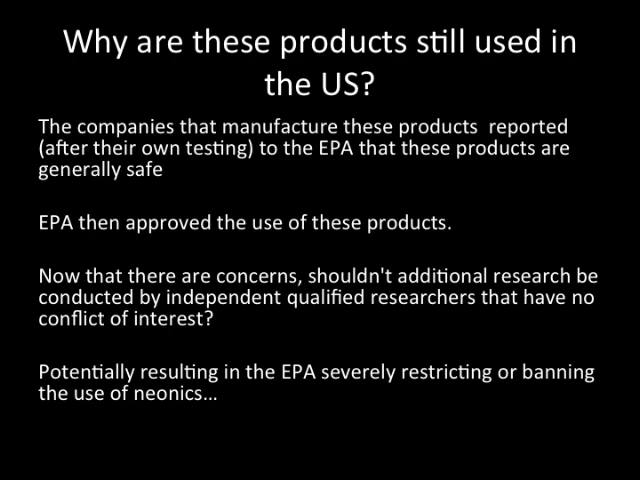 Why are these products still used in
the US?
The companies that manufacture these products  reported
(after their own testing) to the EPA that these products are
generally safe
EPA then approved the use of these products.
Now that there are concerns, shouldn't additional research be
conducted by independent qualified researchers that have no
conflict of interest?
Potentially resulting in the EPA severely restricting or banning
the use of neonics…